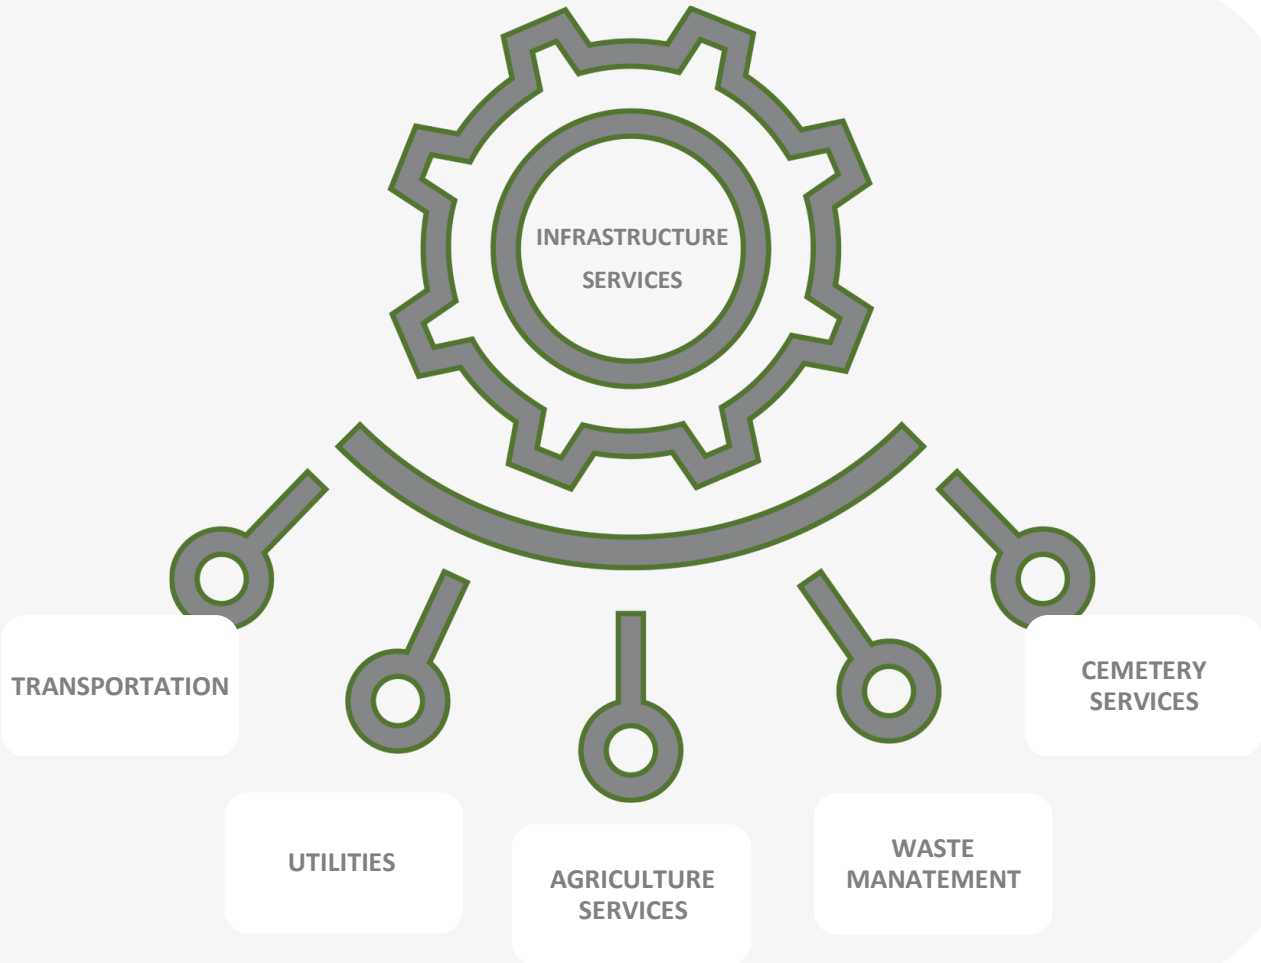 INFRASTRUCTURE
SERVICES
TRANSPORTATION
UTILITIES
AGRICULTURE
SERVICES
WASTE
MANATEMENT
CEMETERY
SERVICES